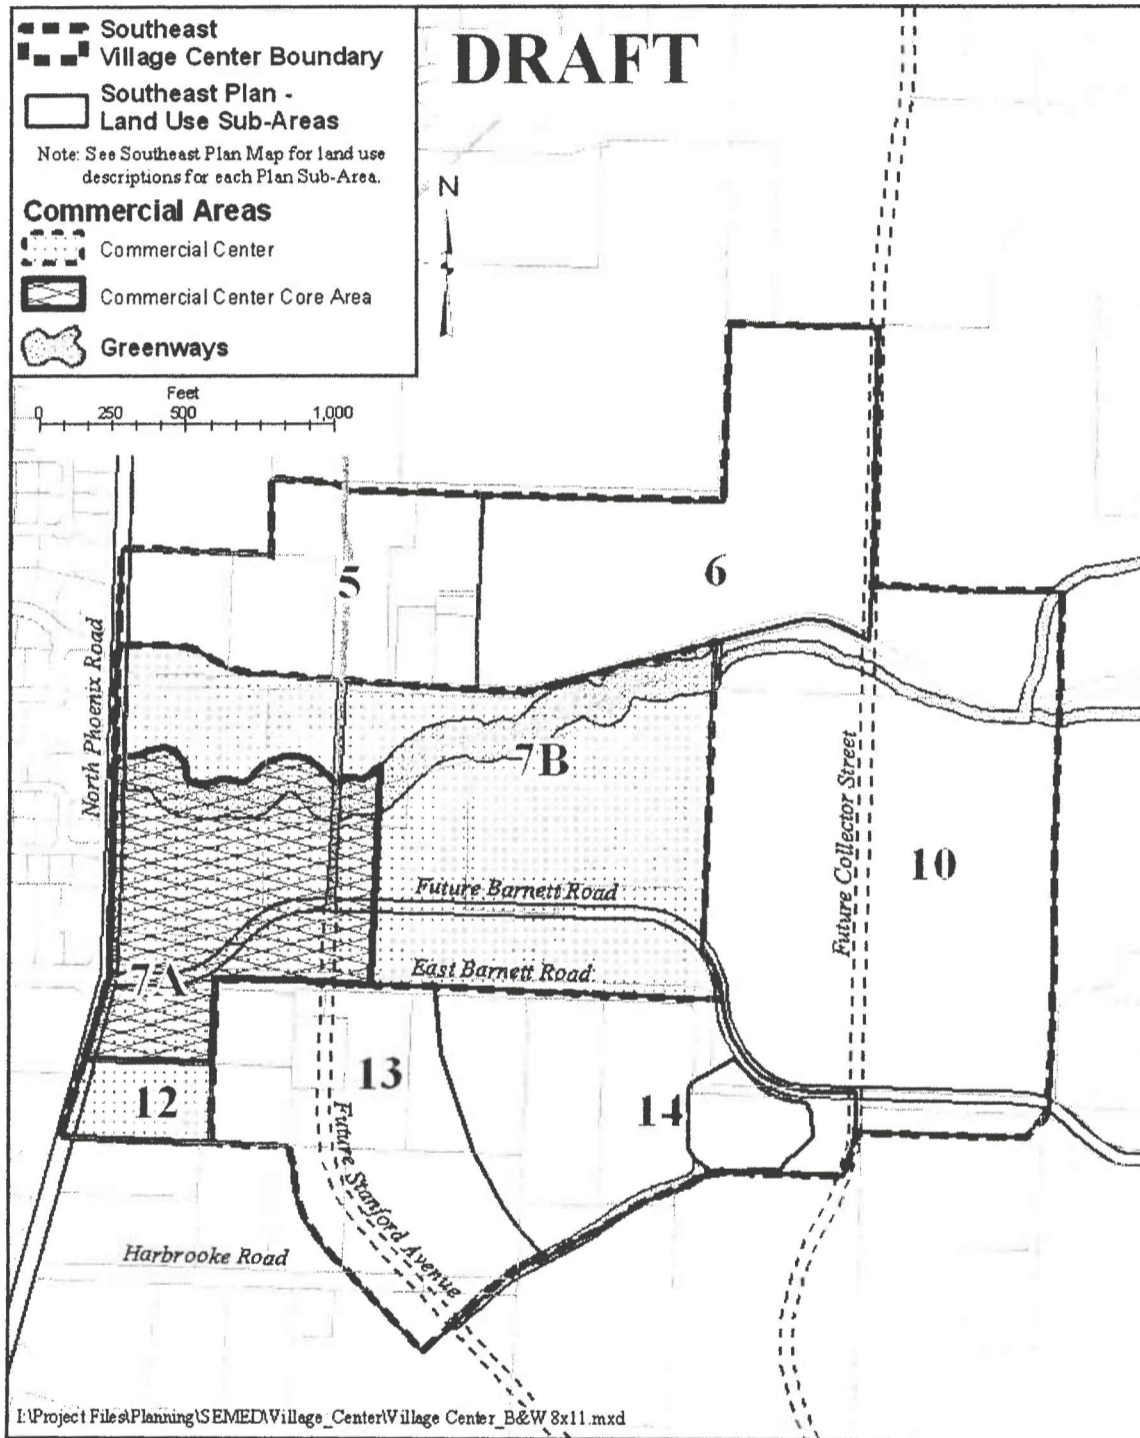 Southeast
Village Center Boundary
Southeast Plan -
Land Use Sub-Areas
Note: See Southeast Plan Map for land use
descriptions for each Plan Sub-Area.
Commercial Areas
Commercial Center
Commercial Center Core Area
Greenways
DRAFT
N
Feet
0 250 500 1,000
5
6
North Phoenix Road
7B
Future Collector Street
10
Future Barnett Road
East Barnett Road
7A
13
12
14
Future Stanford Avenue
Harbrooke Road
I:\Project Files\Planning\SEMED\Village_Center\Village Center_B&W 8x11.mxd